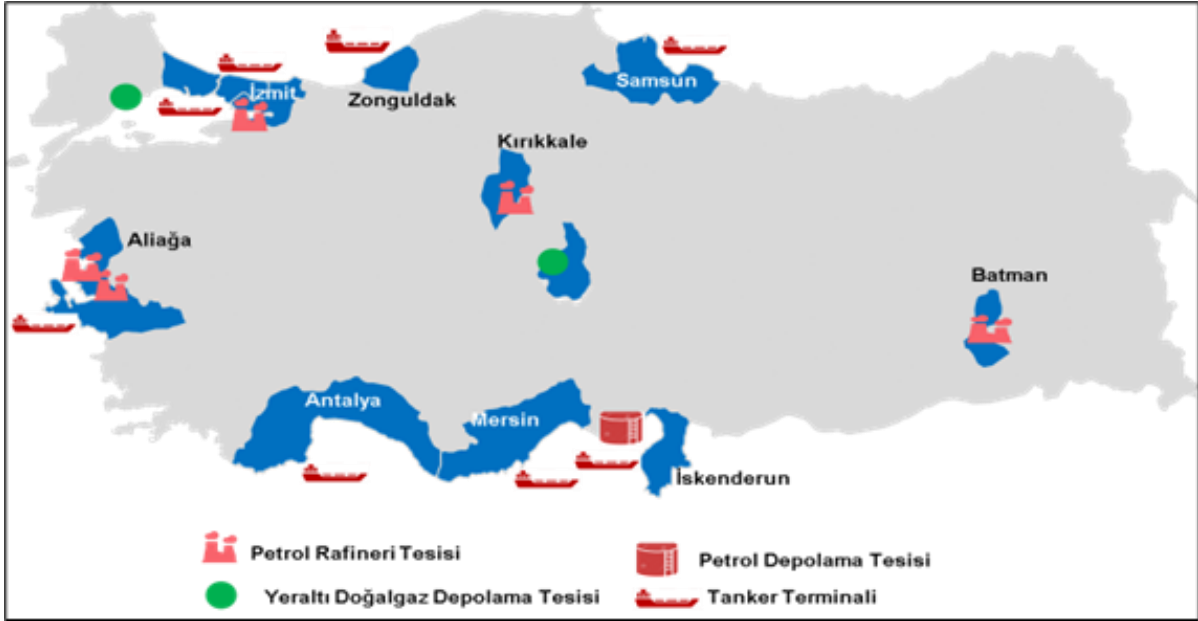 İzmit
Zonguldak
Samsun
Kırıkkale
Aliağa
Batman
Antalya
Mersin
İskenderun
Petrol Rafineri Tesisi
Petrol Depolama Tesisi
Yeraltı Doğalgaz Depolama Tesisi
Tanker Terminali